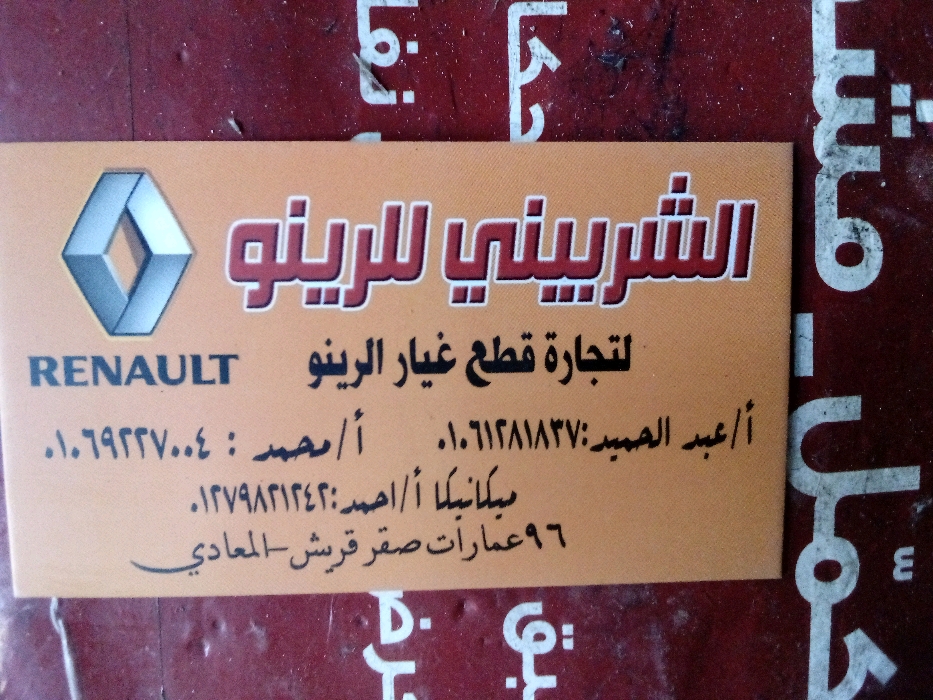 الشربيني للرينو
RENAULT
لتجارة قطع غيار الرينو
أ/عبد الحميد:٠١٠٦١٢٨١٨٣٧
أ/محمد : ٠١٠٦٩٢٢٧٠٠٤
ميكانيكا أ/احمد:٠١٢٧٩٨٢١٢٤٢
٩٦عمارات صقر قريش-المعادي